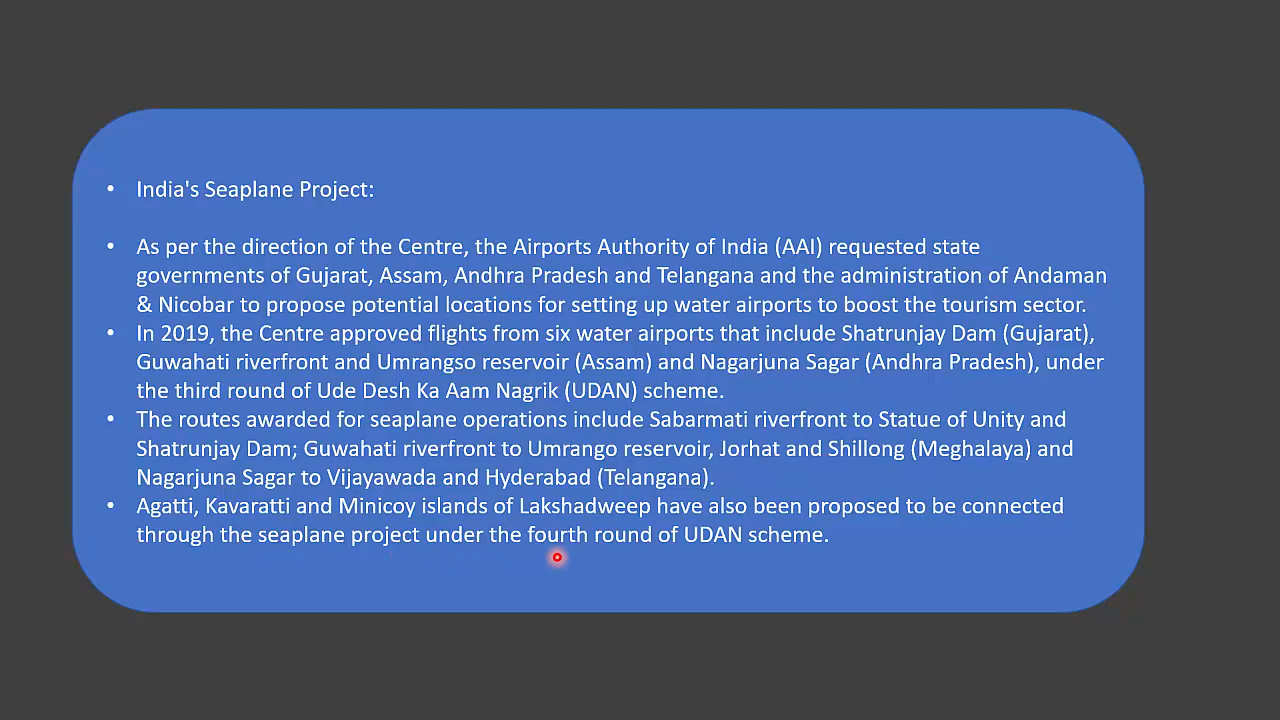 • India's Seaplane Project:
• As per the direction of the Centre, the Airports Authority of India (AAI) requested state
governments of Gujarat, Assam, Andhra Pradesh and Telangana and the administration of Andaman
& Nicobar to propose potential locations for setting up water airports to boost the tourism sector.
• In 2019, the Centre approved flights from six water airports that include Shatrunjay Dam (Gujarat),
Guwahati riverfront and Umrangso reservoir (Assam) and Nagarjuna Sagar (Andhra Pradesh), under
the third round of Ude Desh Ka Aam Nagrik (UDAN) scheme.
• The routes awarded for seaplane operations include Sabarmati riverfront to Statue of Unity and
Shatrunjay Dam; Guwahati riverfront to Umrango reservoir, Jorhat and Shillong (Meghalaya) and
Nagarjuna Sagar to Vijayawada and Hyderabad (Telangana).
• Agatti, Kavaratti and Minicoy islands of Lakshadweep have also been proposed to be connected
through the seaplane project under the fourth round of UDAN scheme.